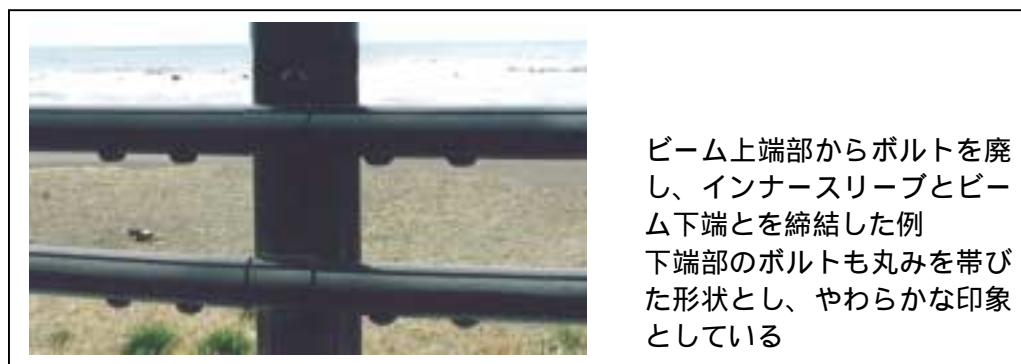 ビーム上端部からボルトを廃
し、インナースリーブとビー
ム下端とを締結した例
下端部のボルトも丸みを帯び
た形状とし、やわらかな印象
としている